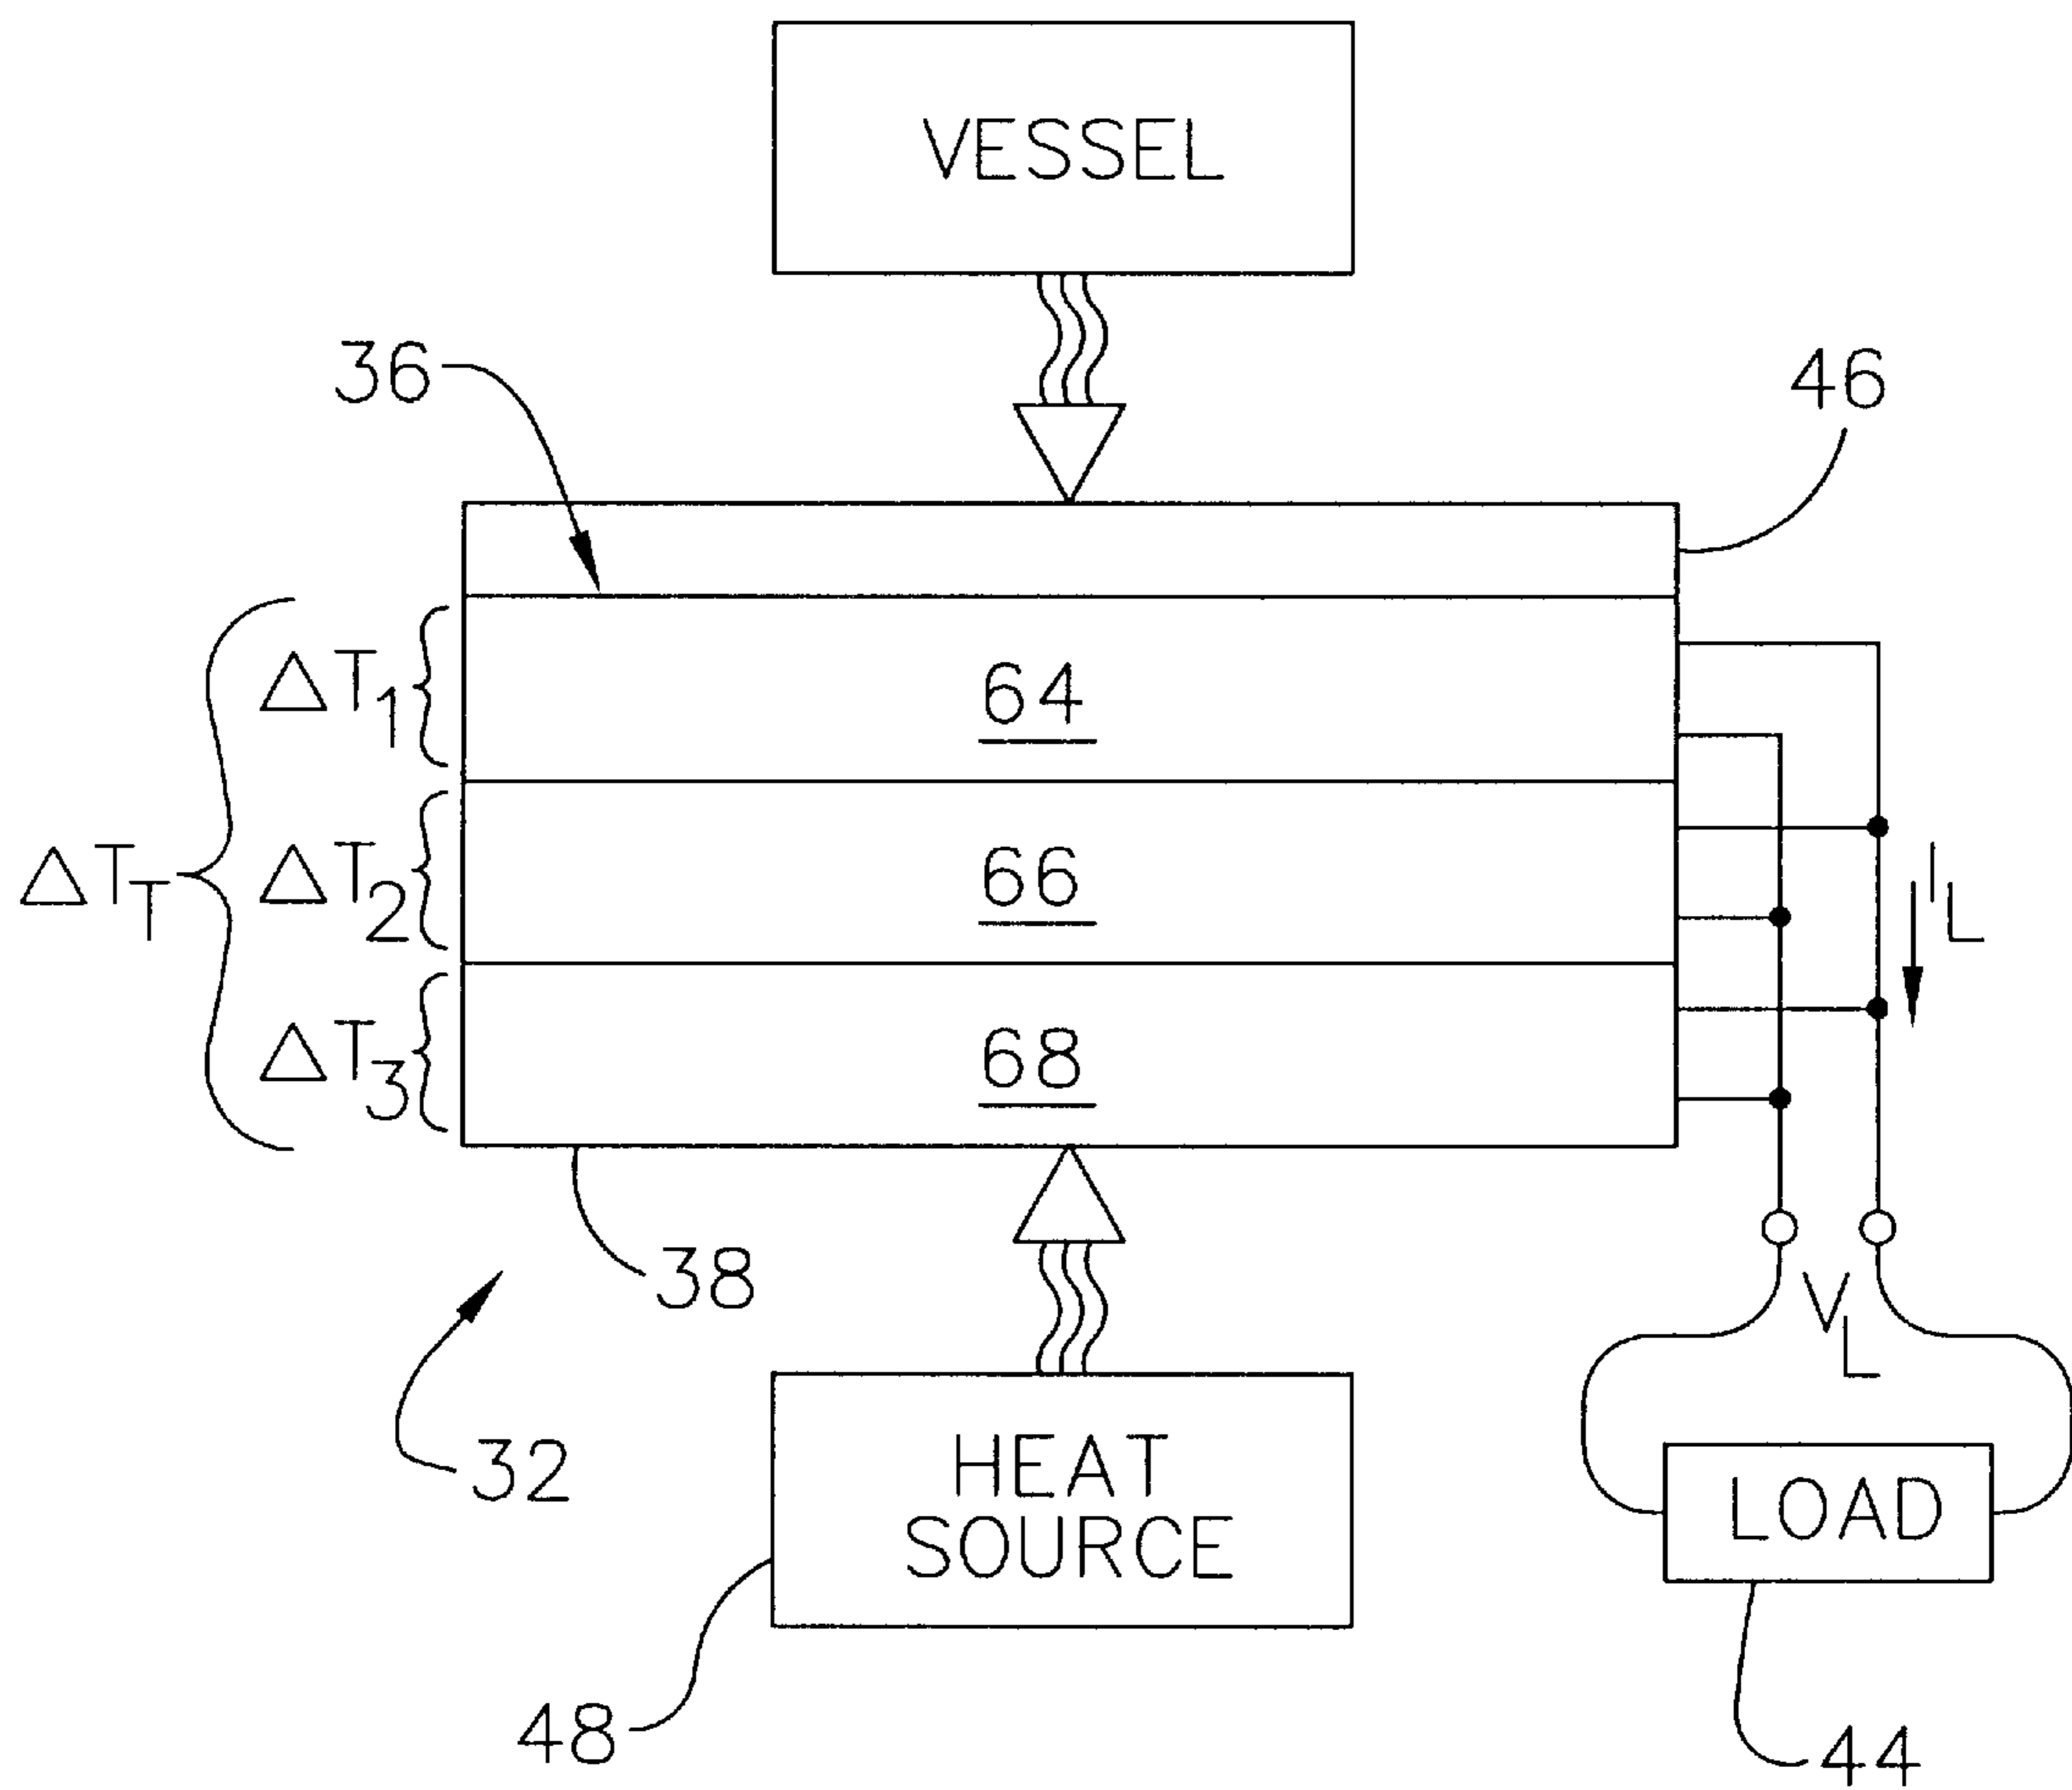 VESSEL
36
46
ΔT1
64
ΔTT
ΔT2
66
IL
ΔT3
68
38
VL
32
HEAT
SOURCE
LOAD
48
44